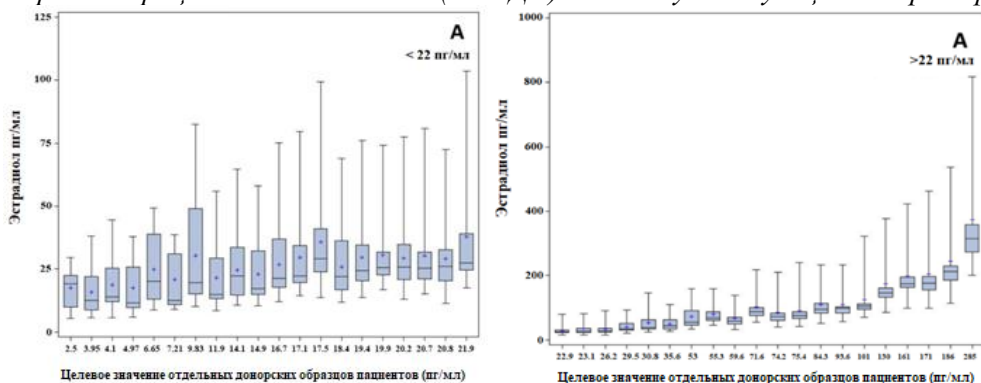 125
100
75
50
25
0
Эстрадиол пг/мл
A
< 22 пг/мл
2.5 3.95 4.1 4.97 6.65 7.21 9.83 11.9 14.1 14.9 16.7 17.1 17.5 18.4 19.4 19.9 20.2 20.7 20.8 21.9
Целевое значение отдельных донорских образцов пациентов (пг/мл)
1000
800
600
400
200
0
Эстрадиол пг/мл
A
>22 пг/мл
22.9 23.1 26.2 29.5 30.8 35.6 53 55.3 59.6 71.6 74.2 75.4 84.5 93.6 101 130 161 171 186 285
Целевое значение отдельных донорских образцов пациентов (пг/мл)